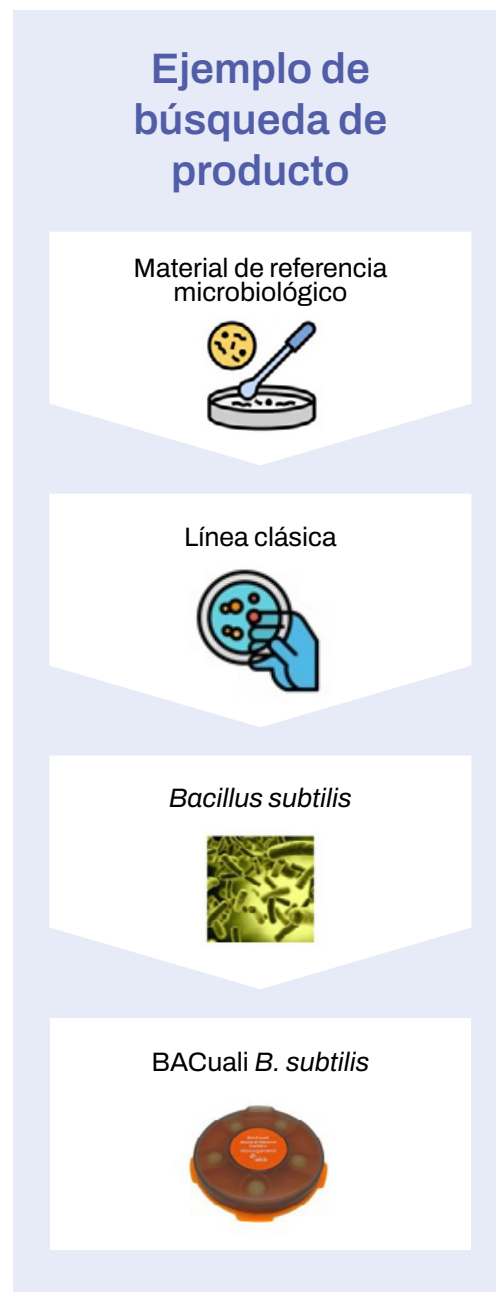 Ejemplo de
búsqueda de
producto
Material de referencia
microbiológico
Línea clásica
Bacillus subtilis
BACuali B. subtilis